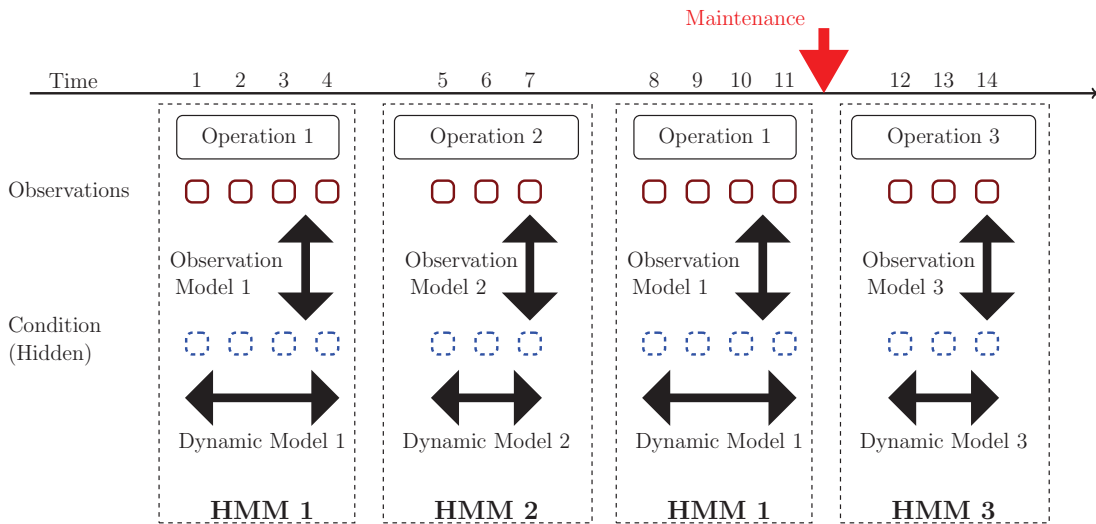 Maintenance
Time 1 2 3 4 5 6 7 8 9 10 11 12 13 14
Operation 1 Operation 2 Operation 1 Operation 3
Observations
Observation Model 1
Observation Model 2
Observation Model 1
Observation Model 3
Condition
(Hidden)
Dynamic Model 1 Dynamic Model 2 Dynamic Model 1 Dynamic Model 3
HMM 1 HMM 2 HMM 1 HMM 3